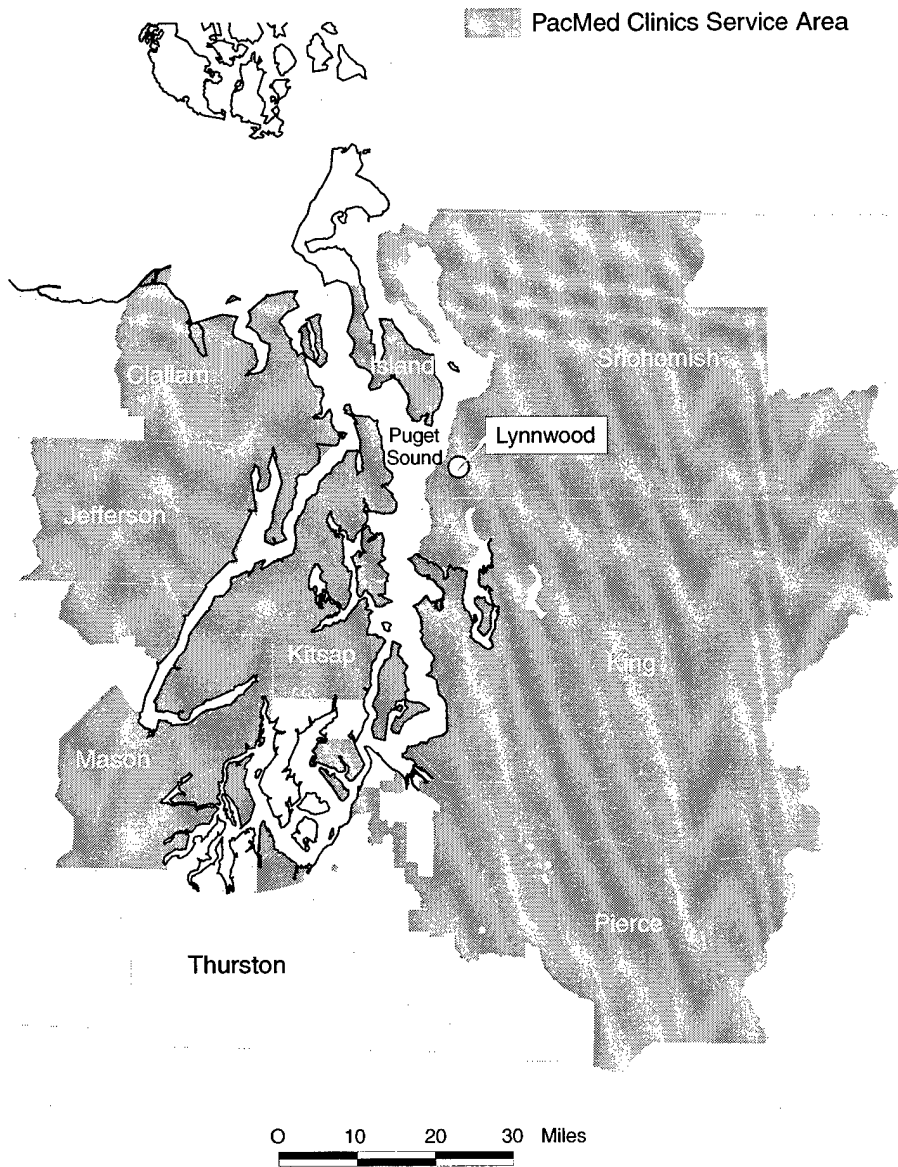 PacMed Clinics Service Area
Snohomish
Island
Clallam
Puget
Sound
Lynnwood
Jefferson
Kitsap
King
Mason
Pierce
Thurston
0 10 20 30 Miles